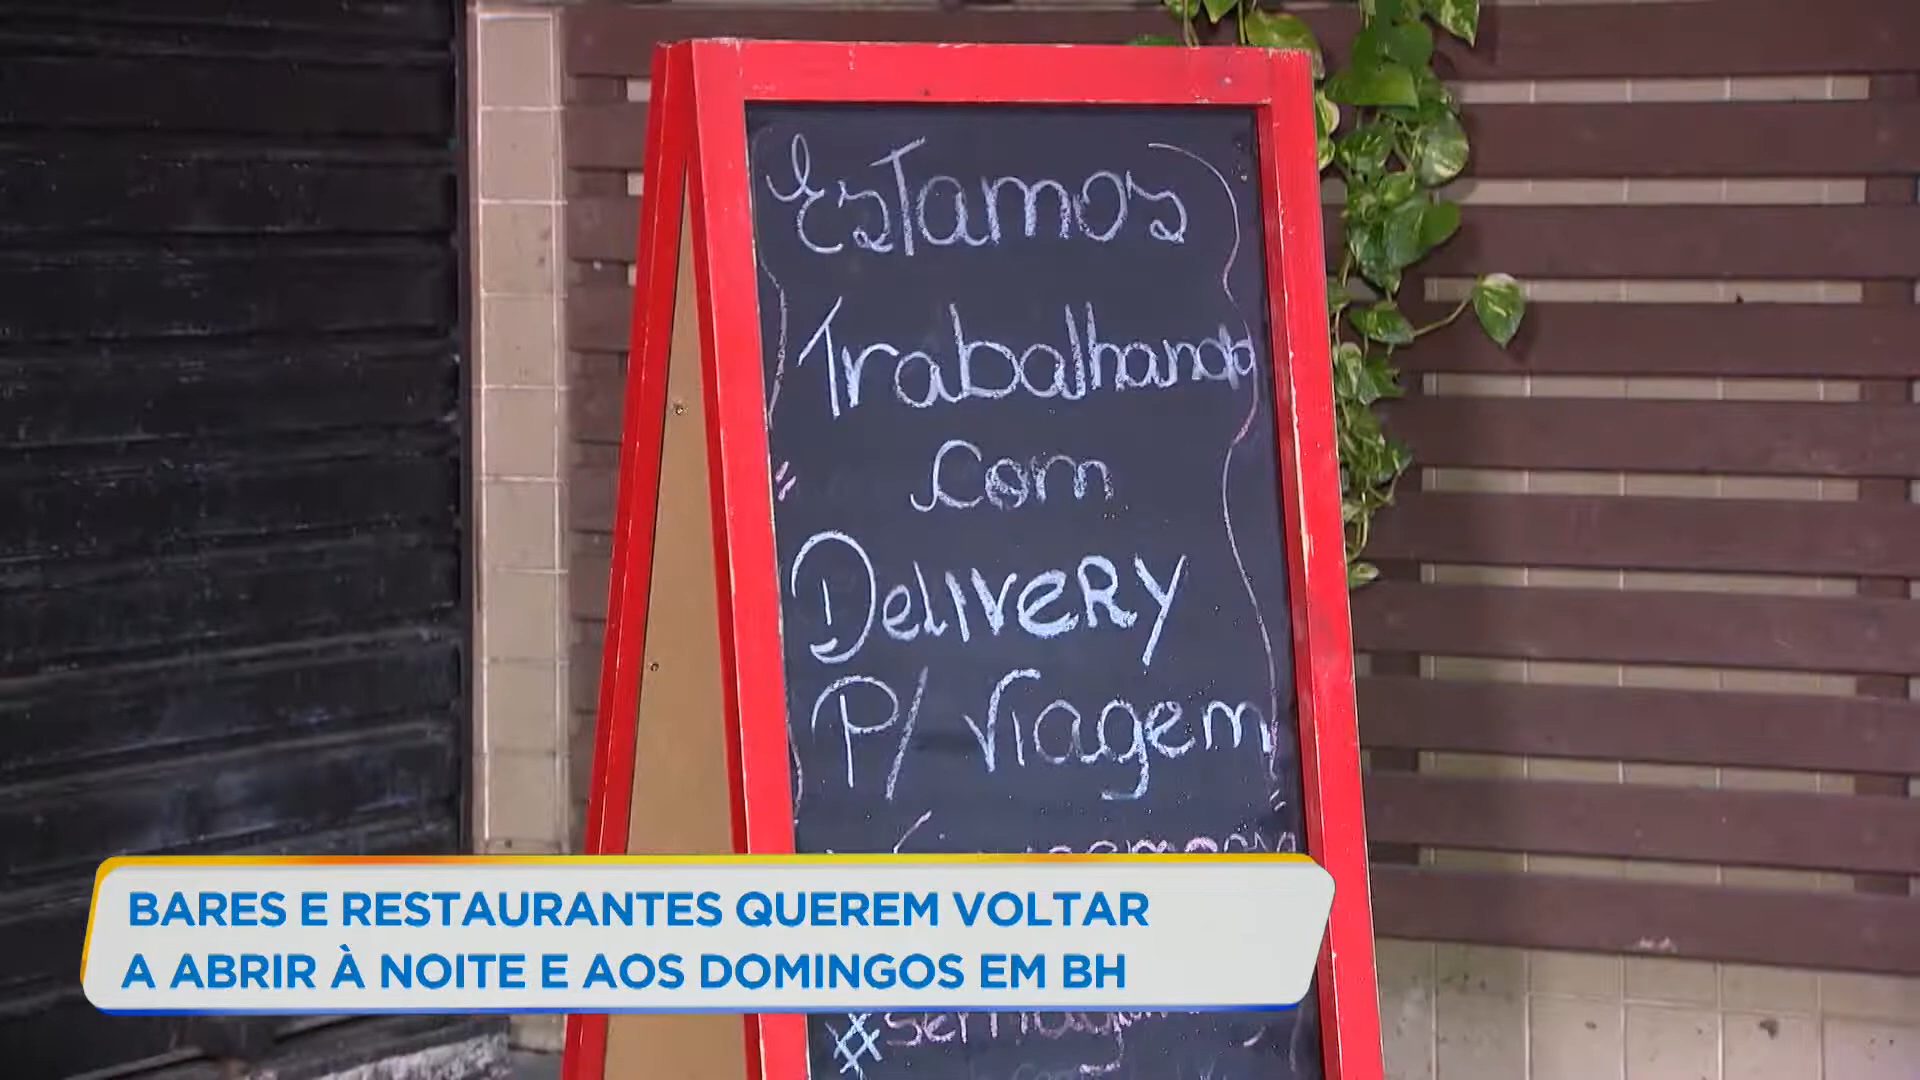 Estamos
Trabalhando
com
Delivery
P/ Viagem
BARES E RESTAURANTES QUEREM VOLTAR
A ABRIR À NOITE E AOS DOMINGOS EM BH